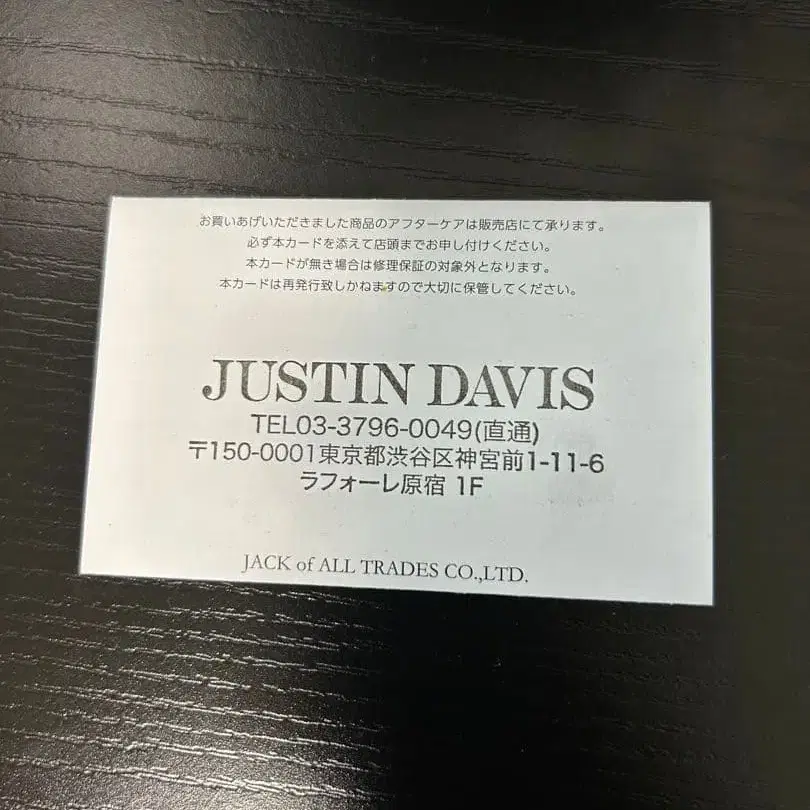 お買いあげいただきました商品のアフターケアは販売店にて承ります。
必ず本カードを添えて店頭までお申し付けください。
本カードが無き場合は修理保証の対象外となります。
本カードは再発行致しかねますので大切に保管してください。
JUSTIN DAVIS
TEL03-3796-0049(直通)
〒150-0001東京都渋谷区神宮前1-11-6
ラフォーレ原宿 1F
JACK of ALL TRADES CO.,LTD.